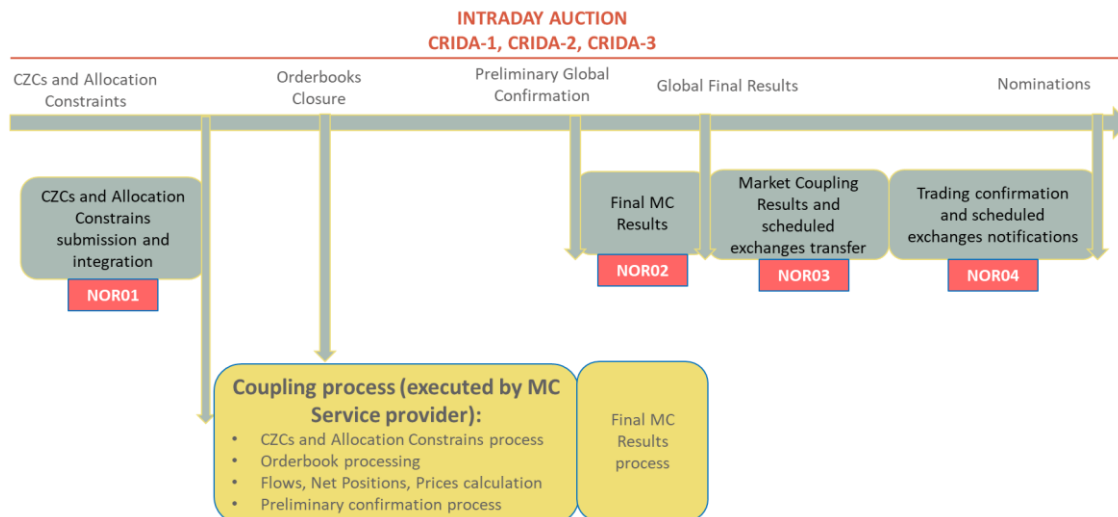 INTRADAY AUCTION
CRIDA-1, CRIDA-2, CRIDA-3
CZCs and Allocation
Constraints
Orderbooks
Closure
Preliminary Global
Confirmation
Global Final Results
Nominations
CZCs and Allocation
Constrains
submission and
integration
NOR01
Final MC
Results
NOR02
Market Coupling
Results and
scheduled
exchanges transfer
NOR03
Trading confirmation
and scheduled
exchanges notifications
NOR04
Coupling process (executed by MC
Service provider):
• CZCs and Allocation Constrains process
• Orderbook processing
• Flows, Net Positions, Prices calculation
• Preliminary confirmation process
Final MC
Results
process